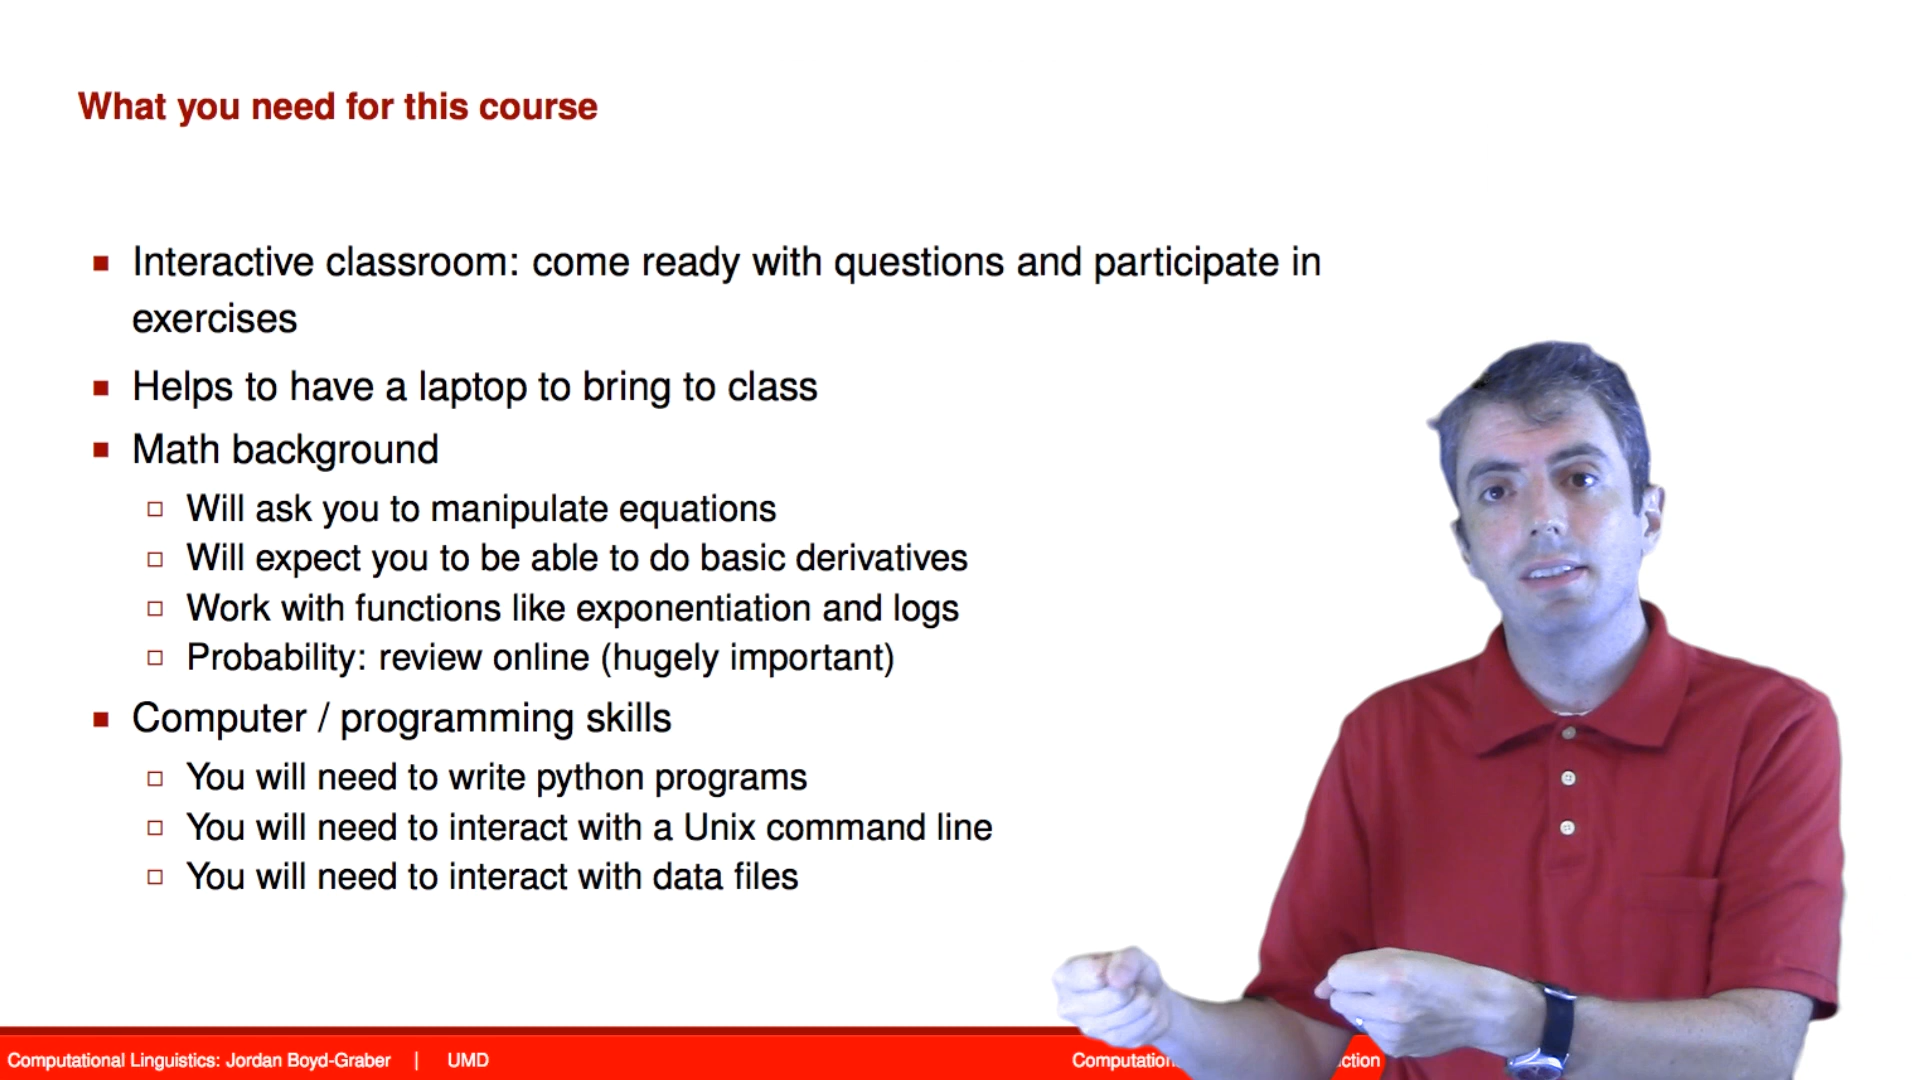 What you need for this course
Interactive classroom: come ready with questions and participate in
exercises
Helps to have a laptop to bring to class
Math background
Will ask you to manipulate equations
Will expect you to be able to do basic derivatives
Work with functions like exponentiation and logs
Probability: review online (hugely important)
Computer / programming skills
You will need to write python programs
You will need to interact with a Unix command line
You will need to interact with data files
Computational Linguistics: Jordan Boyd-Graber | UMD